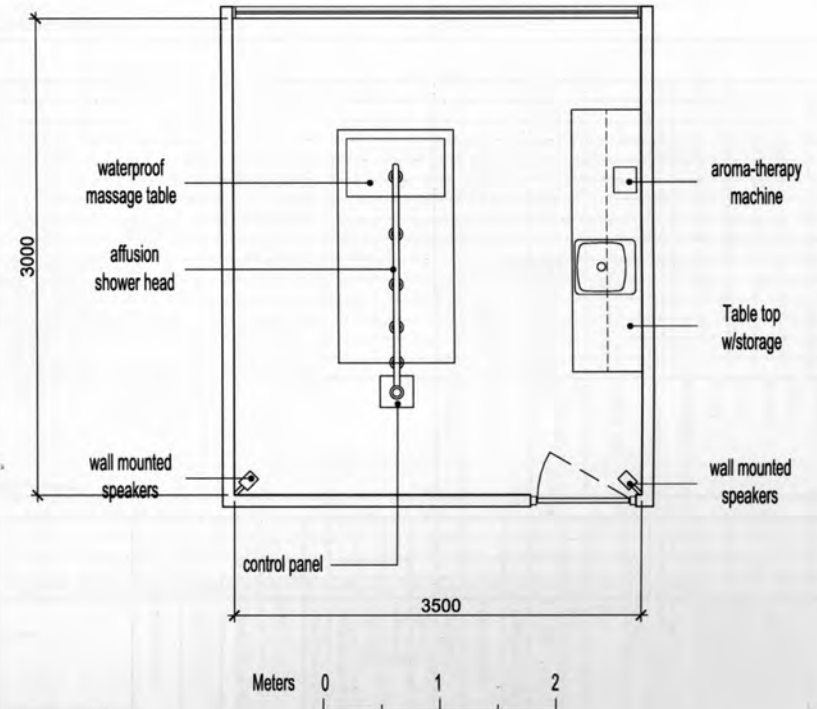 waterproof
massage table
affusion
shower head
3000
aroma-therapy
machine
Table top
w/storage
wall mounted
speakers
wall mounted
speakers
control panel
3500
Meters 0 1 2